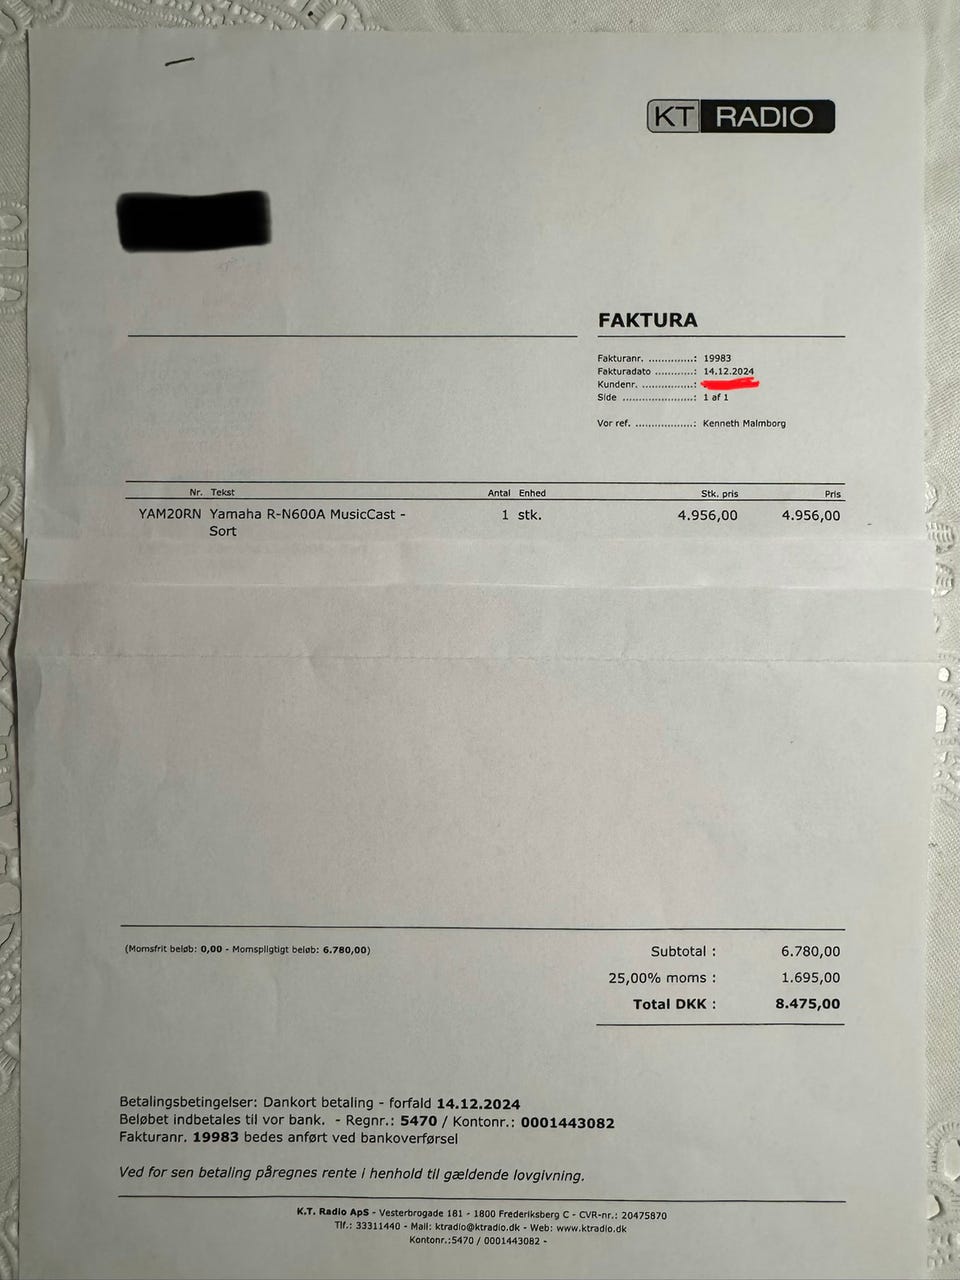 KT RADIO
FAKTURA
Fakturanr. ..............: 19983
Fakturadato ............: 14.12.2024
Kundenr. ................:
Side ......................: 1 af 1
Vor ref. ..................: Kenneth Malmborg
Nr. Tekst Antal Enhed Stk. pris Pris
YAM20RN Yamaha R-N600A MusicCast - 1 stk. 4.956,00 4.956,00
Sort
(Momsfrit beløb: 0,00 - Momspligtigt beløb: 6.780,00) Subtotal : 6.780,00
25,00% moms : 1.695,00
Total DKK : 8.475,00
Betalingsbetingelser: Dankort betaling - forfald 14.12.2024
Beløbet indbetales til vor bank. - Regnr.: 5470 / Kontonr.: 0001443082
Fakturanr. 19983 bedes anført ved bankoverførsel
Ved for sen betaling påregnes rente i henhold til gældende lovgivning.
K.T. Radio ApS - Vesterbrogade 181 - 1800 Frederiksberg C - CVR-nr.: 20475870
Tlf.: 33311440 - Mail: ktradio@ktradio.dk - Web: www.ktradio.dk
Kontonr.:5470 / 0001443082 -